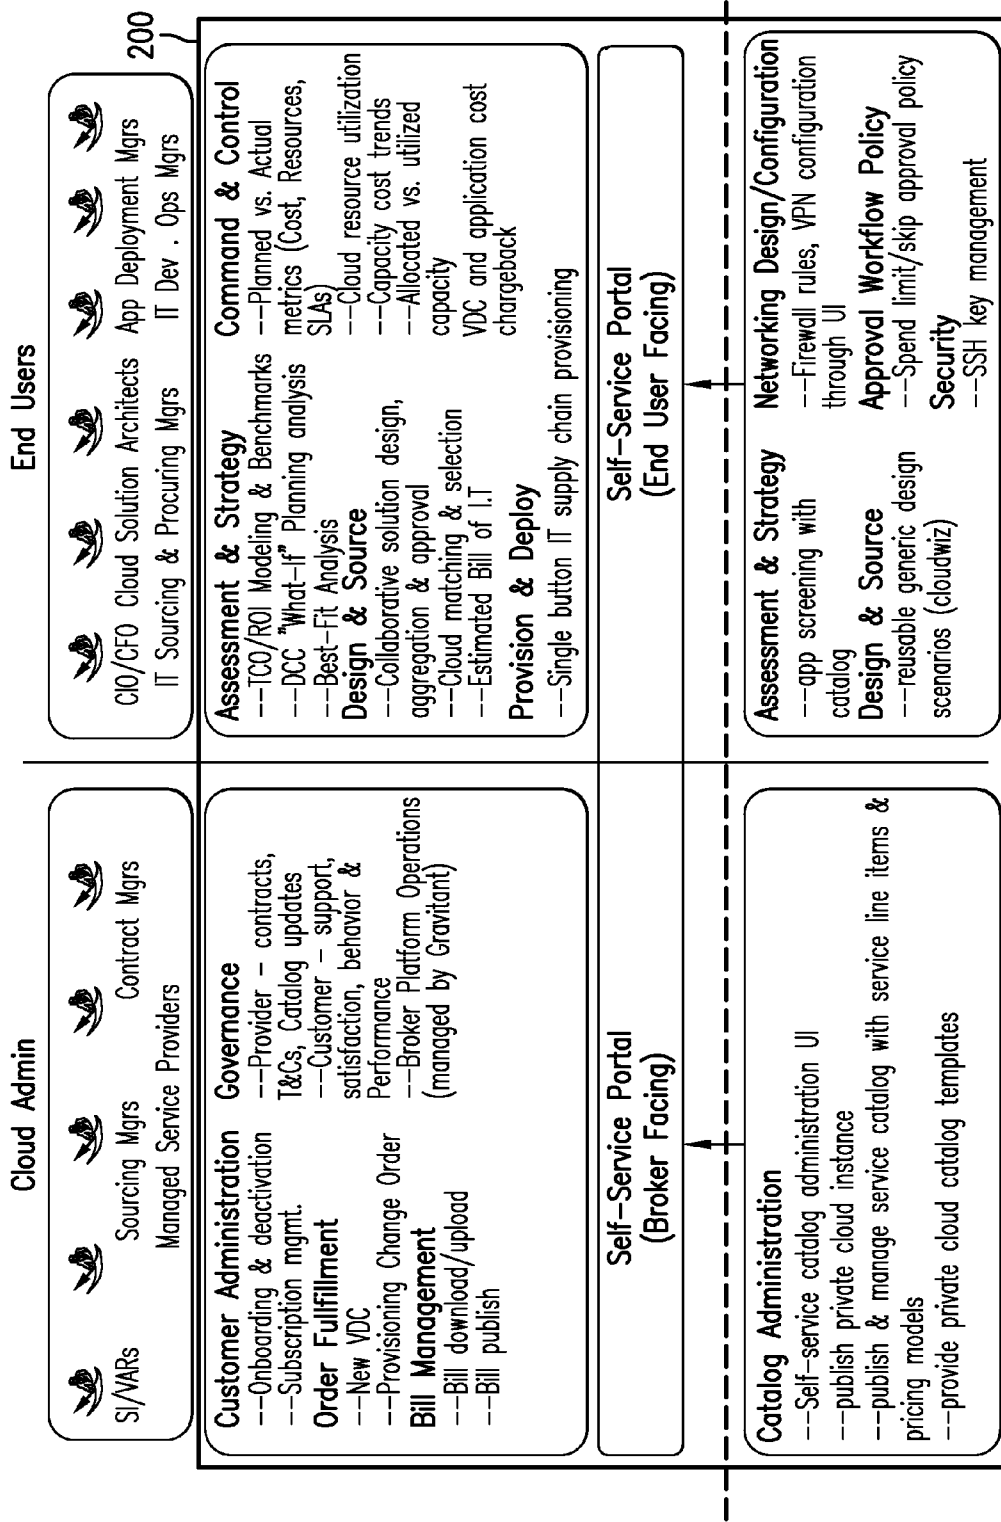 Cloud Admin
SI/VARs Sourcing Mgrs Contract Mgrs
Managed Service Providers
End Users
CIO/CFO Cloud Solution Architects App Deployment Mgrs
IT Sourcing & Procuring Mgrs IT Dev . Ops Mgrs
200
Customer Administration
--Onboarding & deactivation
--Subscription mgmt.
Order Fulfillment
--New VDC
--Provisioning Change Order
Bill Management
--Bill download/upload
--Bill publish
Governance
--Provider - contracts,
T&Cs, Catalog updates
--Customer - support,
satisfaction, behavior &
Performance
--Broker Platform Operations
(managed by Gravitant)
Assessment & Strategy
--TCO/ROI Modeling & Benchmarks
--DCC "What-If" Planning analysis
--Best-Fit Analysis
Design & Source
--Collaborative solution design,
aggregation & approval
--Cloud matching & selection
--Estimated Bill of I.T
Provision & Deploy
--Single button IT supply chain provisioning
Command & Control
--Planned vs. Actual
metrics (Cost, Resources,
SLAs)
--Cloud resource utilization
--Capacity cost trends
--Allocated vs. utilized
capacity
VDC and application cost
chargeback
Self-Service Portal
(Broker Facing)
Self-Service Portal
(End User Facing)
Catalog Administration
--Self-service catalog administration UI
--publish private cloud instance
--publish & manage service catalog with service line items &
pricing models
--provide private cloud catalog templates
Assessment & Strategy
--app screening with
catalog
Design & Source
--reusable generic design
scenarios (cloudwiz)
Networking Design/Configuration
--Firewall rules, VPN configuration
through UI
Approval Workflow Policy
--Spend limit/skip approval policy
Security
--SSH key management